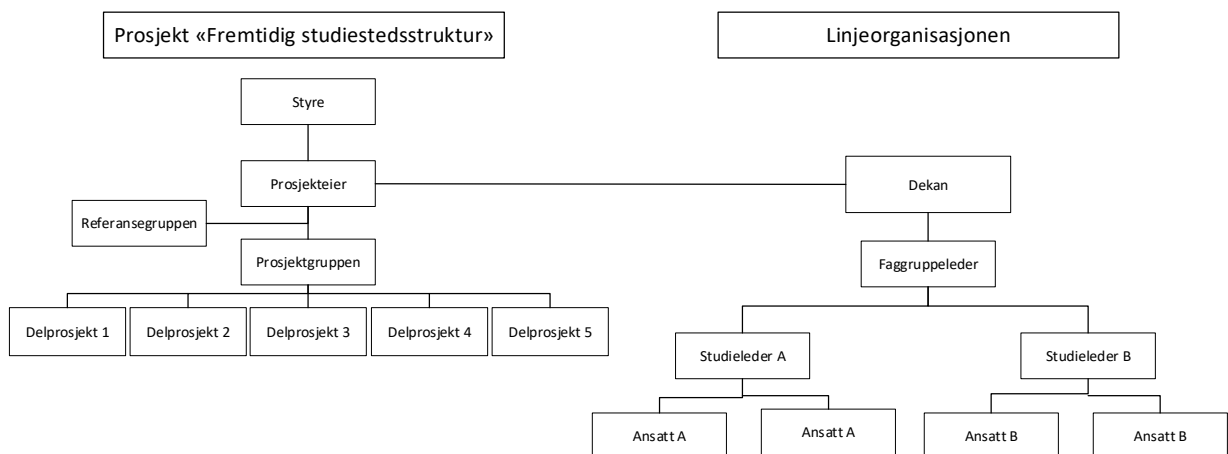 Prosjekt «Fremtidig studiestedsstruktur»
Linjeorganisasjonen
Styre
Prosjekteier
Dekan
Referansegruppen
Prosjektgruppen
Faggruppeleder
Delprosjekt 1
Delprosjekt 2
Delprosjekt 3
Delprosjekt 4
Delprosjekt 5
Studieleder A
Studieleder B
Ansatt A
Ansatt A
Ansatt B
Ansatt B